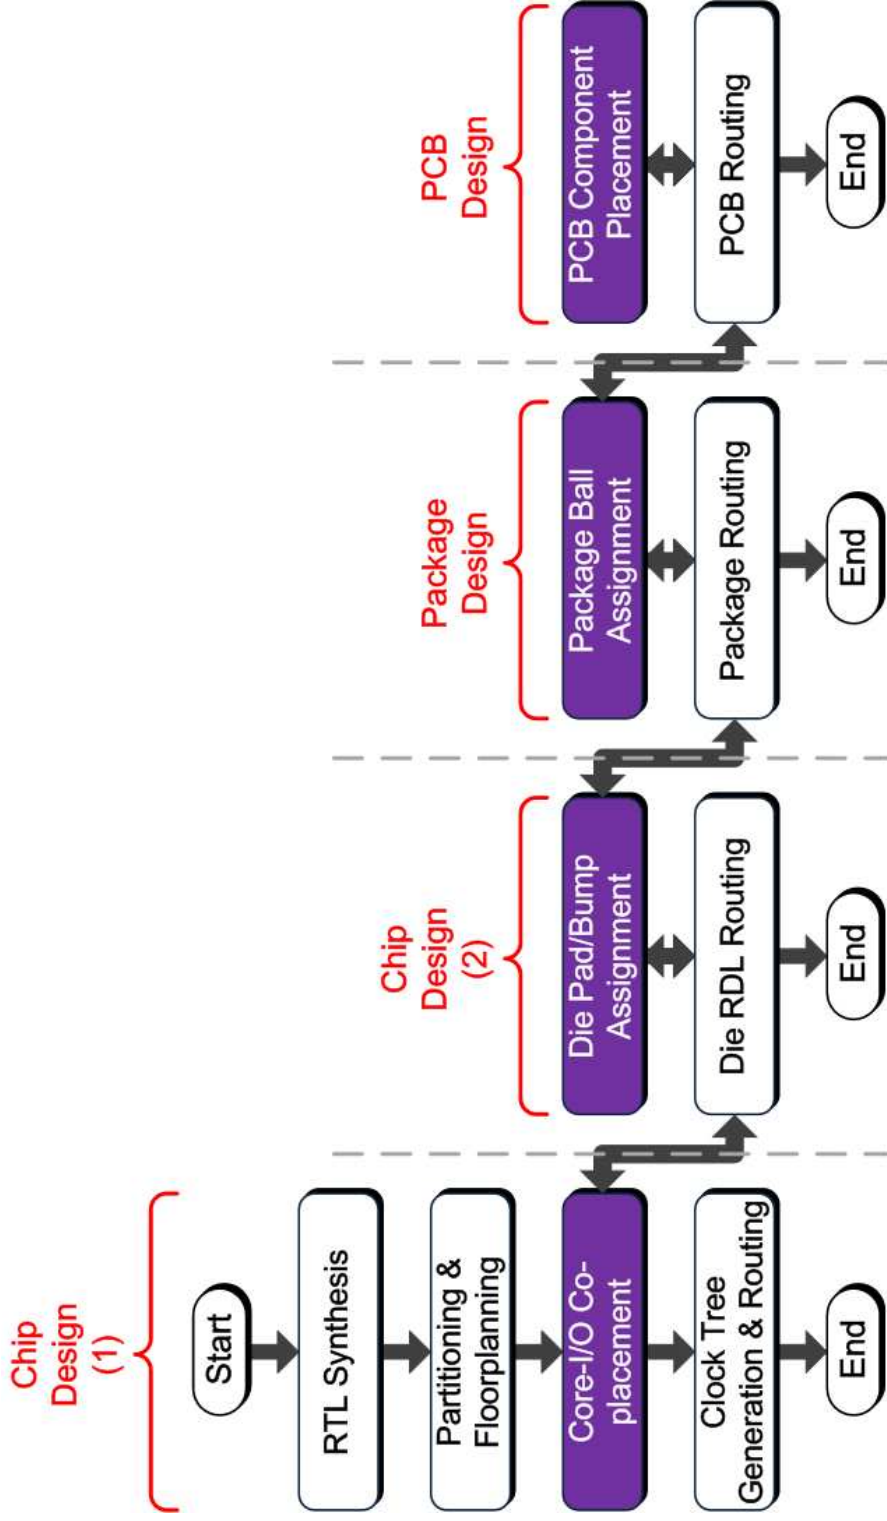 Chip
Design
(1)
Start
RTL Synthesis
Partitioning &
Floorplanning
Core-I/O Co-
placement
Clock Tree
Generation & Routing
End
Chip
Design
(2)
Die Pad/Bump
Assignment
Die RDL Routing
End
Package
Design
Package Ball
Assignment
Package Routing
End
PCB
Design
PCB Component
Placement
PCB Routing
End